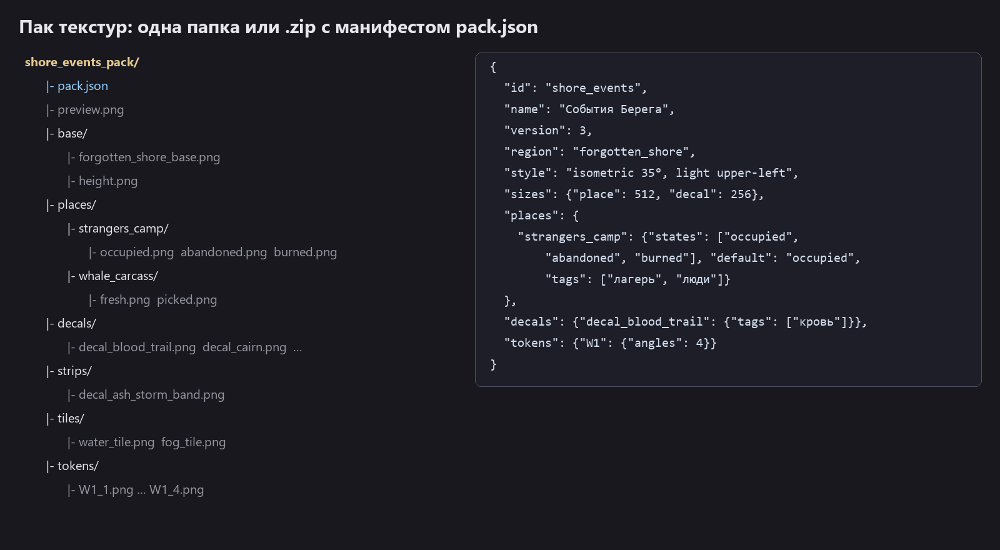 Пак текстур: одна папка или .zip с манифестом pack.json
shore_events_pack/
|- pack.json
|- preview.png
|- base/
|- forgotten_shore_base.png
|- height.png
|- places/
|- strangers_camp/
|- occupied.png  abandoned.png  burned.png
|- whale_carcass/
|- fresh.png  picked.png
|- decals/
|- decal_blood_trail.png  decal_cairn.png  ...
|- strips/
|- decal_ash_storm_band.png
|- tiles/
|- water_tile.png  fog_tile.png
|- tokens/
|- W1_1.png ... W1_4.png
{
"id": "shore_events",
"name": "События Берега",
"version": 3,
"region": "forgotten_shore",
"style": "isometric 35°, light upper-left",
"sizes": {"place": 512, "decal": 256},
"places": {
"strangers_camp": {"states": ["occupied",
"abandoned", "burned"], "default": "occupied",
"tags": ["лагерь", "люди"]}
},
"decals": {"decal_blood_trail": {"tags": ["кровь"]}},
"tokens": {"W1": {"angles": 4}}
}